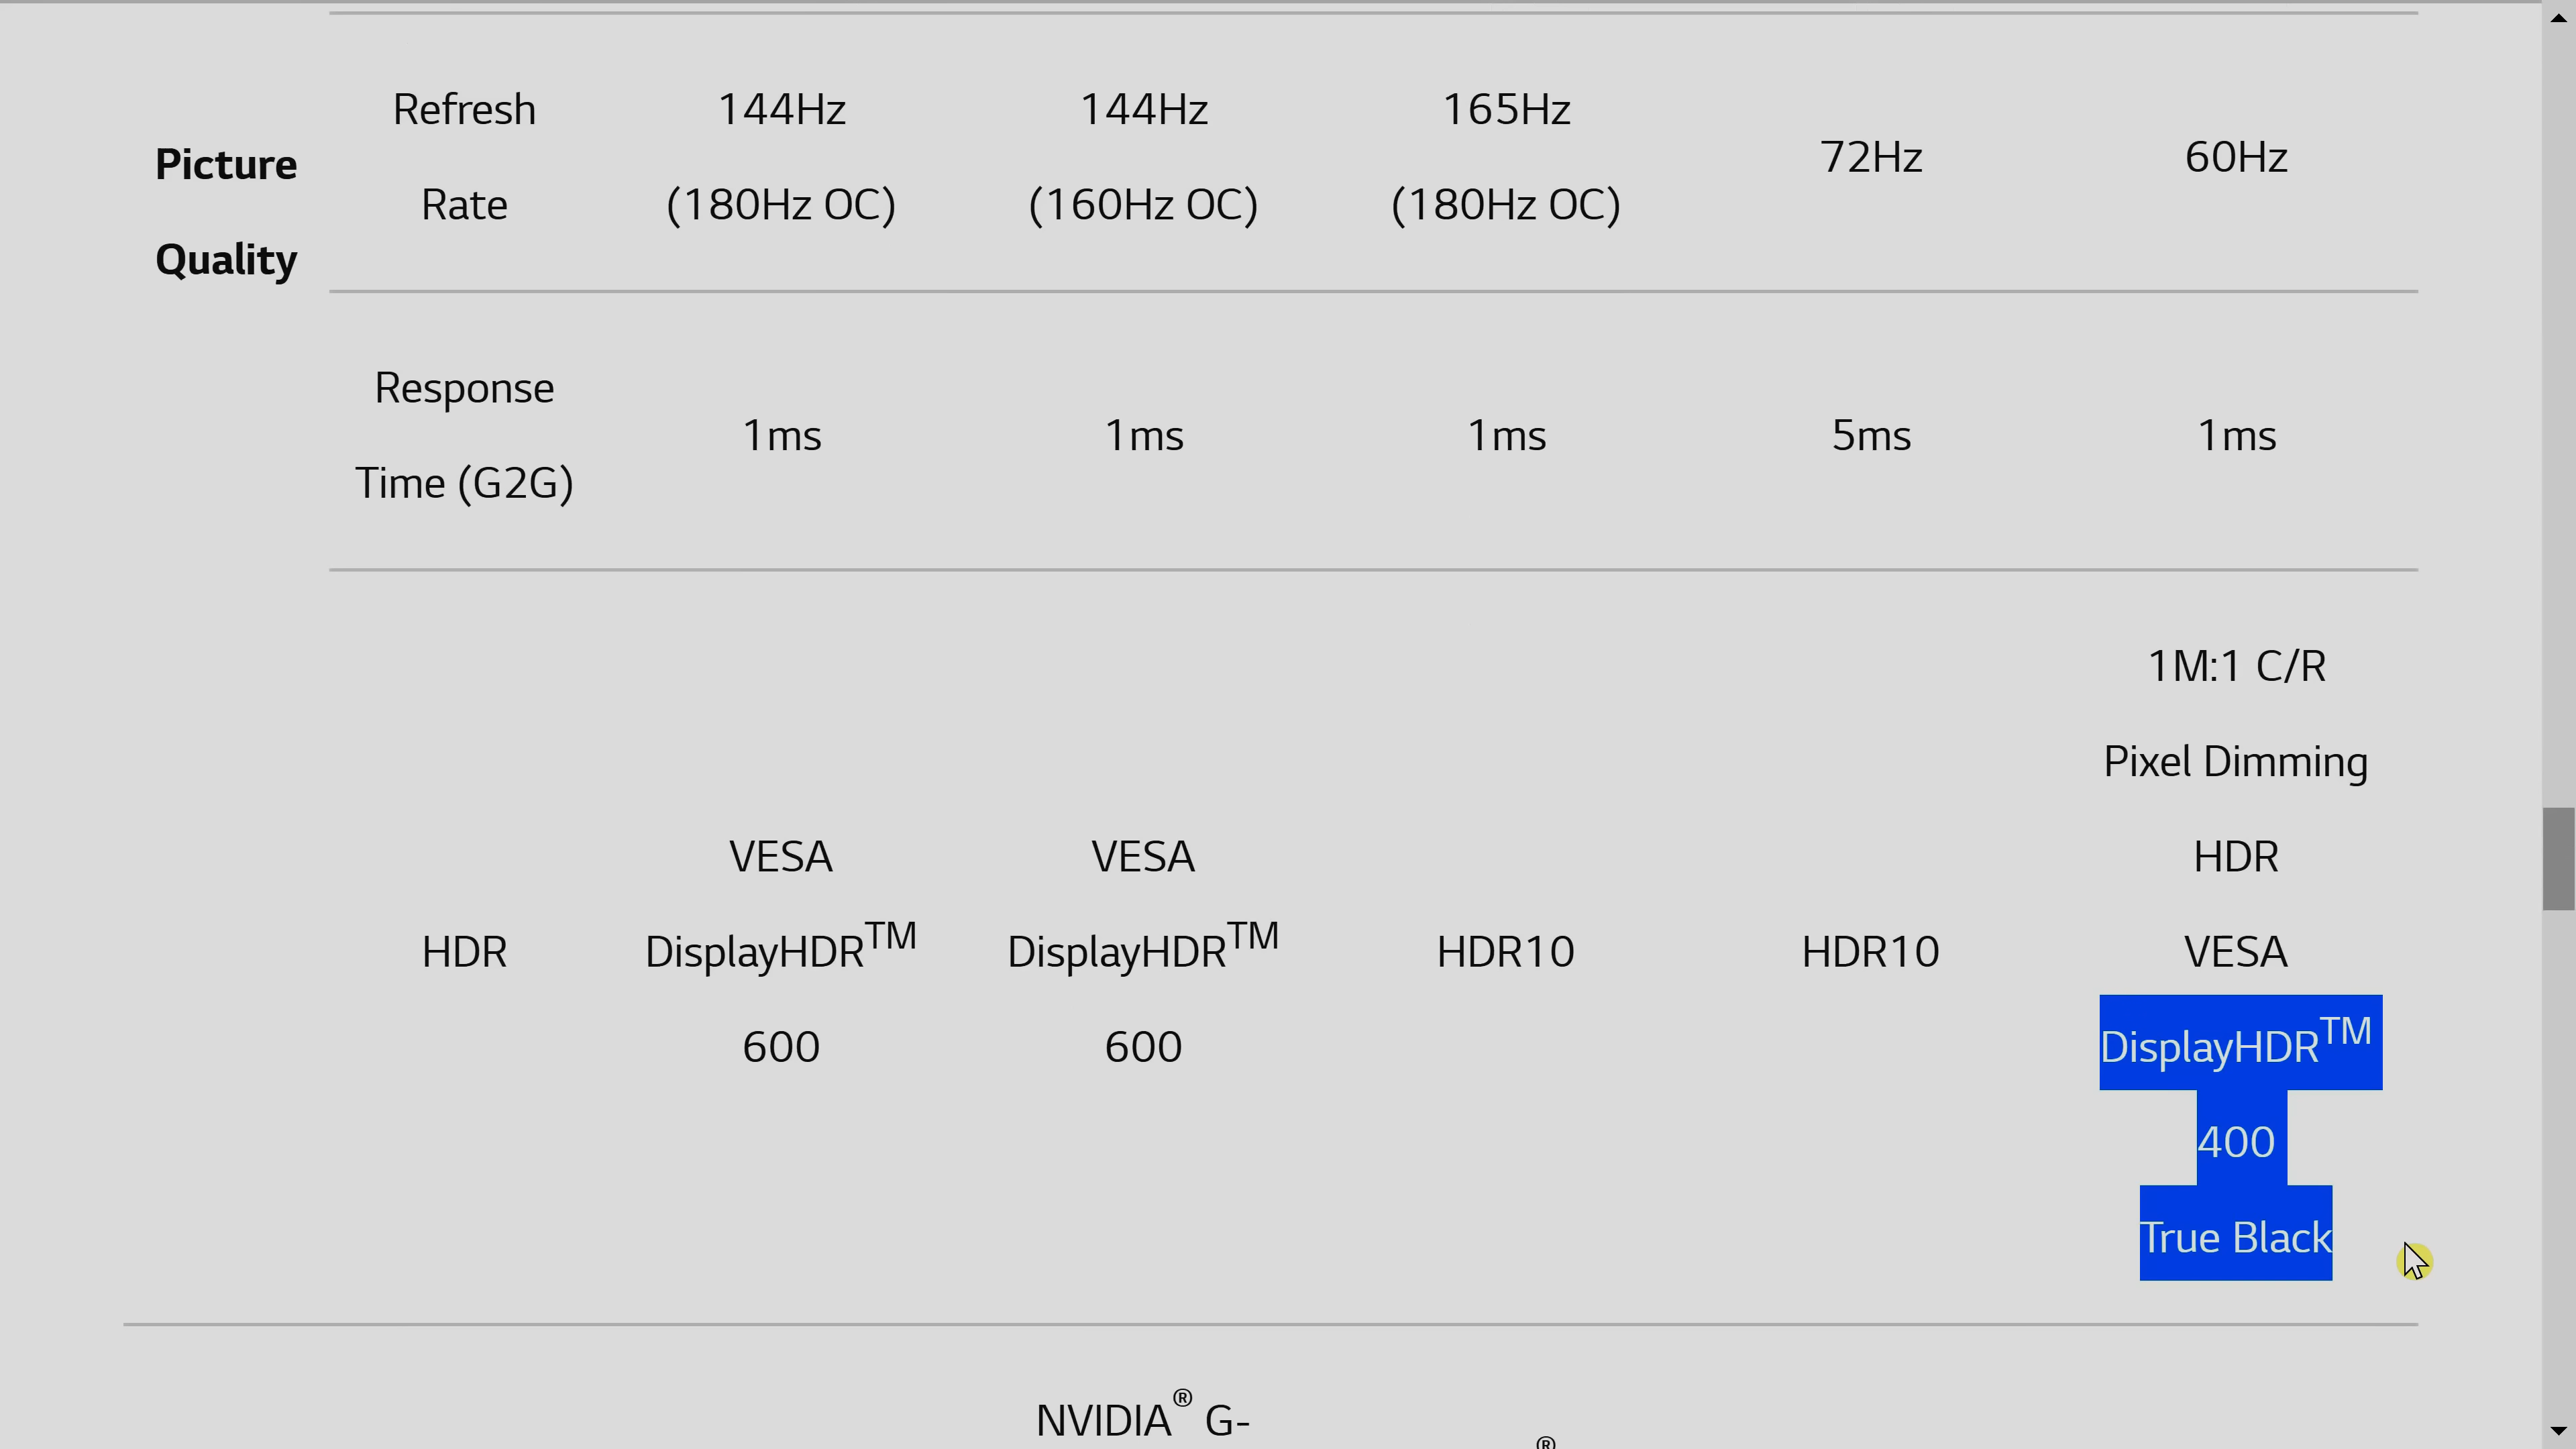 Picture
Quality
Refresh
Rate
144Hz
(180Hz OC)
144Hz
(160Hz OC)
165Hz
(180Hz OC)
72Hz
60Hz
Response
Time (G2G)
1ms
1ms
1ms
5ms
1ms
HDR
VESA
DisplayHDR™
600
VESA
DisplayHDR™
600
HDR10
HDR10
1M:1 C/R
Pixel Dimming
HDR
VESA
DisplayHDR™
400
True Black
NVIDIA® G-
®